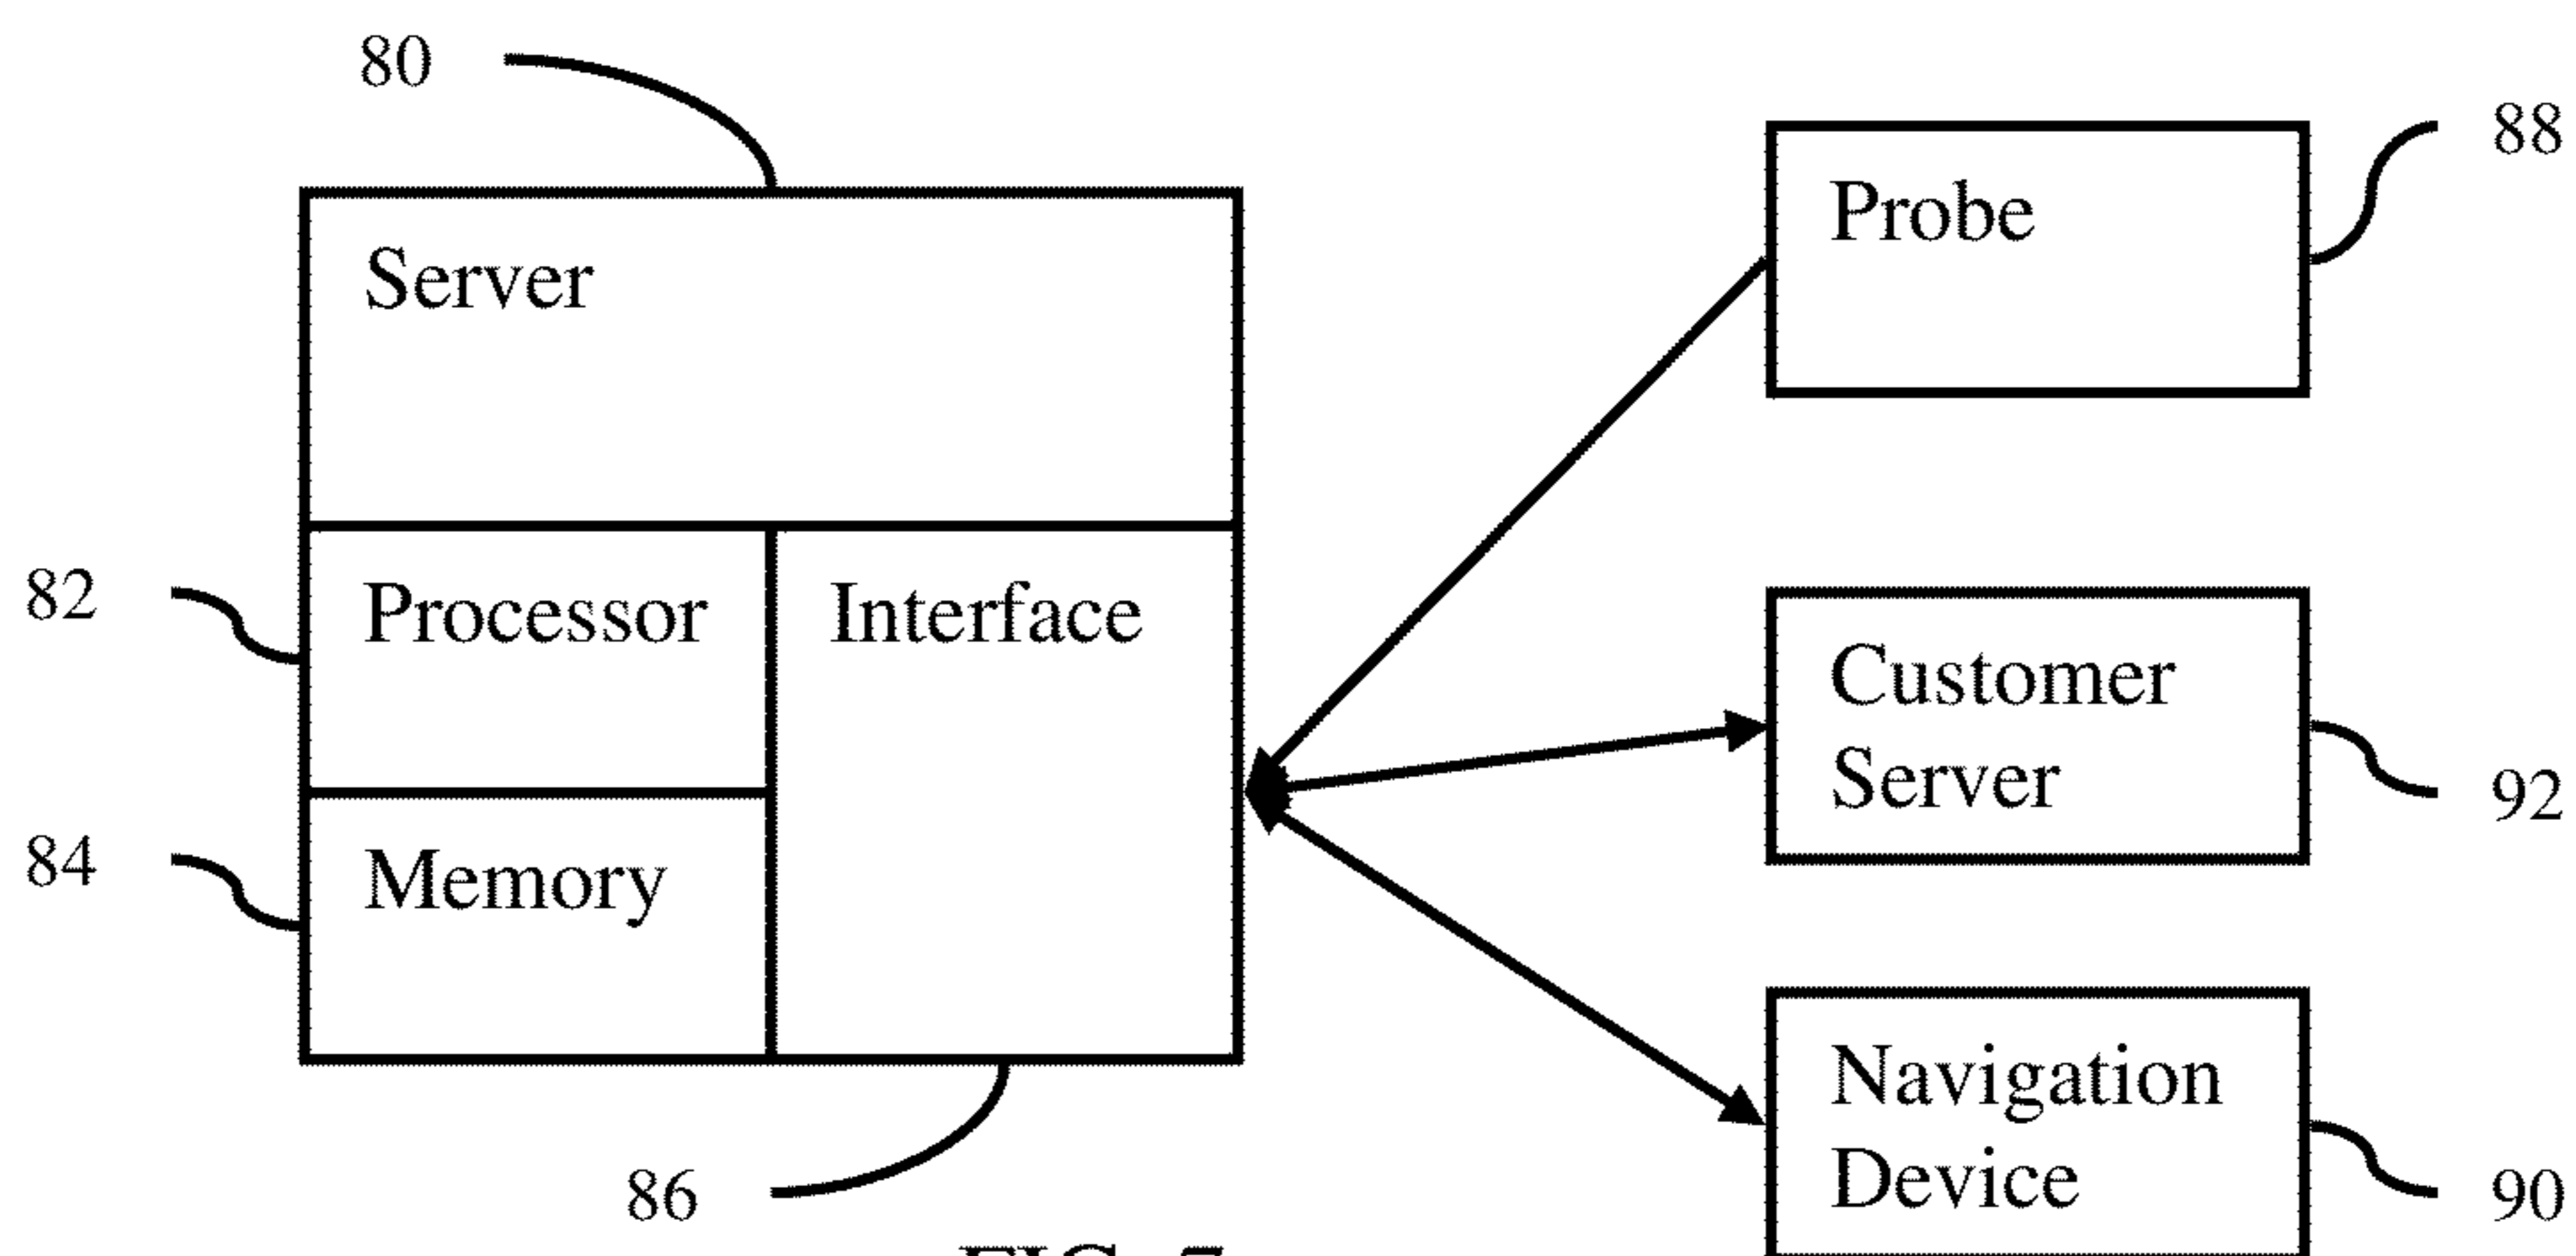 80
88
Probe
Server
82
Processor
Interface
Customer
Server
92
84
Memory
Navigation
Device
86
90